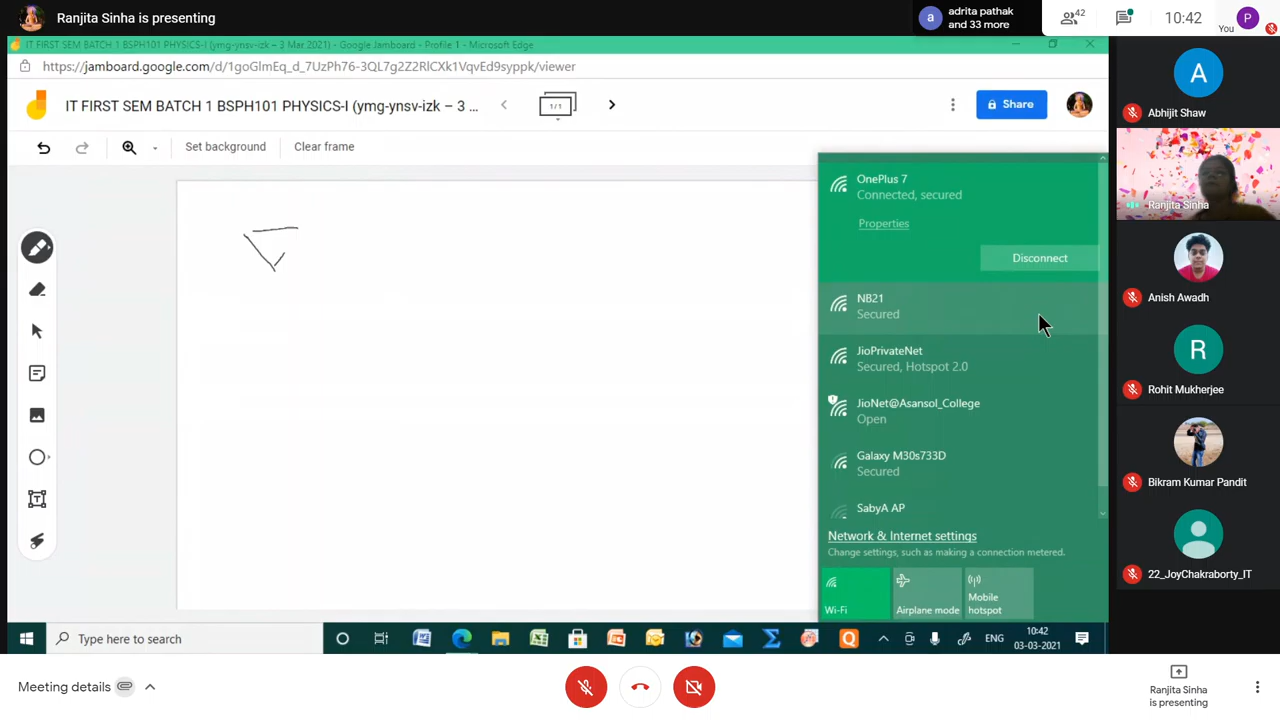 Ranjita Sinha is presenting
a
adrita pathak
and 33 more
42
10:42
You
P
IT FIRST SEM BATCH 1 BSPH101 PHYSICS-I (ymg-ynsv-izk – 3 Mar 2021) - Google Jamboard - Profile 1 - Microsoft Edge
https://jamboard.google.com/d/1goGlmEq_d_7UzPh76-3QL7g2Z2RlCXk1VqvEd9syppk/viewer
IT FIRST SEM BATCH 1 BSPH101 PHYSICS-I (ymg-ynsv-izk – 3 ...
1/1
Share
Set background
Clear frame
OnePlus 7
Connected, secured
Properties
Disconnect
NB21
Secured
JioPrivateNet
Secured, Hotspot 2.0
JioNet@Asansol_College
Open
Galaxy M30s733D
Secured
SabyA AP
Network & Internet settings
Change settings, such as making a connection metered.
Wi-Fi
Airplane mode
Mobile
hotspot
Type here to search
ENG
10:42
03-03-2021
A
Abhijit Shaw
Ranjita Sinha
Anish Awadh
R
Rohit Mukherjee
Bikram Kumar Pandit
22_JoyChakraborty_IT
Meeting details
Ranjita Sinha
is presenting